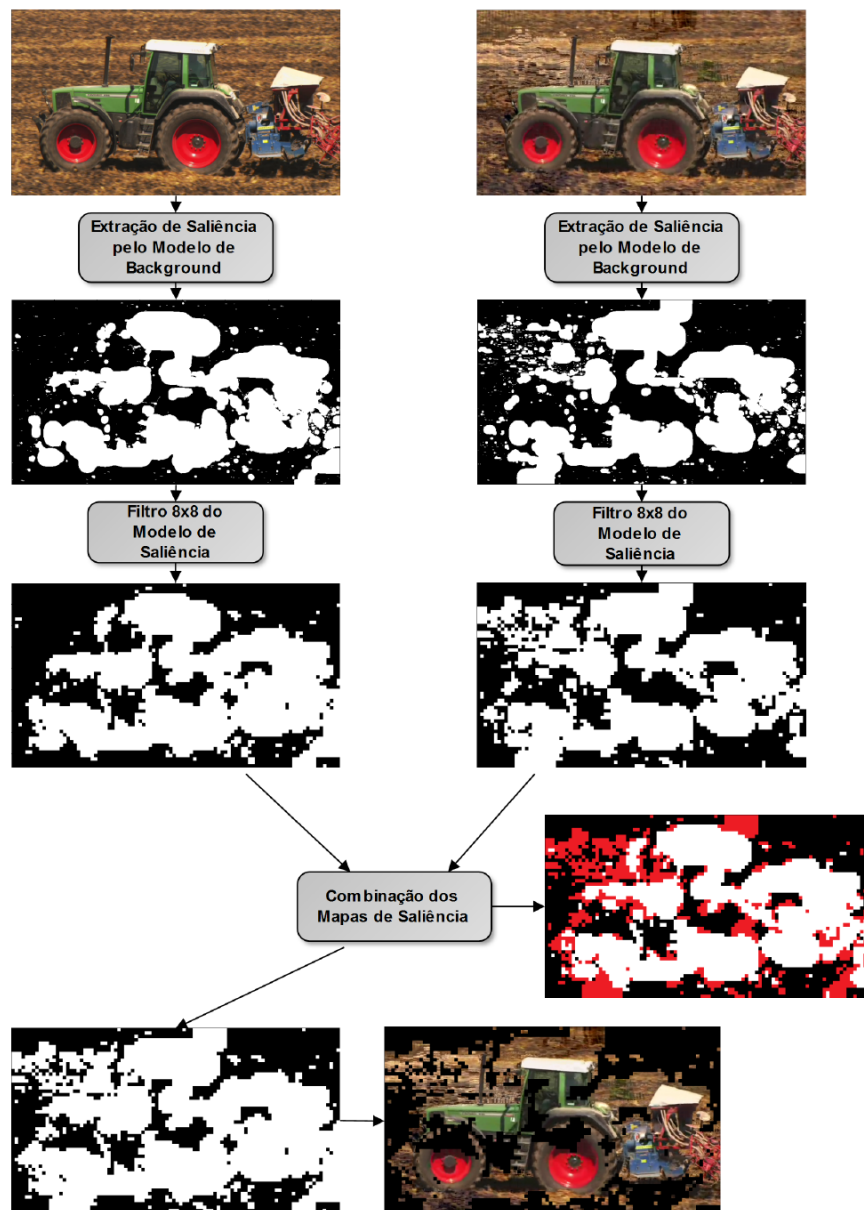 Extração de Saliência
pelo Modelo de
Background
Extração de Saliência
pelo Modelo de
Background
Filtro 8x8 do
Modelo de
Saliência
Filtro 8x8 do
Modelo de
Saliência
Combinação dos
Mapas de Saliência